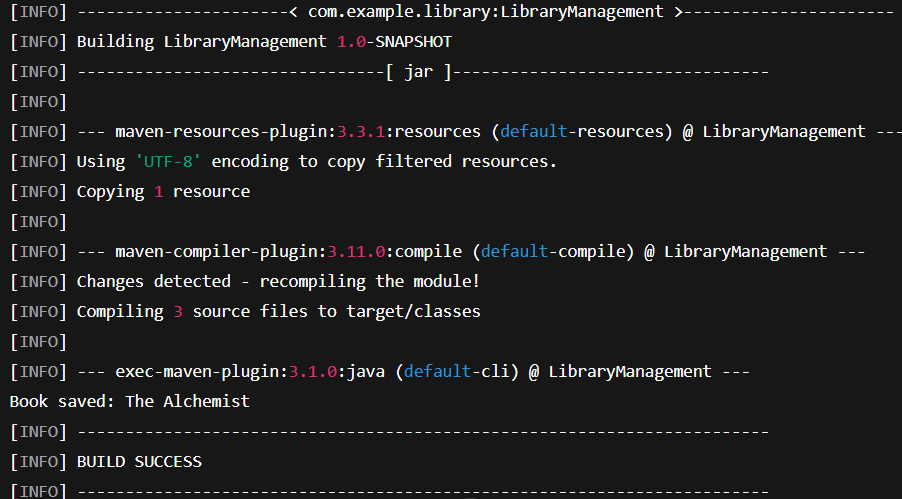 [INFO] ----------------------< com.example.library:LibraryManagement >----------------------
[INFO] Building LibraryManagement 1.0-SNAPSHOT
[INFO] --------------------------------[ jar ]---------------------------------
[INFO]
[INFO] --- maven-resources-plugin:3.3.1:resources (default-resources) @ LibraryManagement ---
[INFO] Using 'UTF-8' encoding to copy filtered resources.
[INFO] Copying 1 resource
[INFO]
[INFO] --- maven-compiler-plugin:3.11.0:compile (default-compile) @ LibraryManagement ---
[INFO] Changes detected - recompiling the module!
[INFO] Compiling 3 source files to target/classes
[INFO]
[INFO] --- exec-maven-plugin:3.1.0:java (default-cli) @ LibraryManagement ---
Book saved: The Alchemist
[INFO] ------------------------------------------------------------------------
[INFO] BUILD SUCCESS
[INFO] ------------------------------------------------------------------------